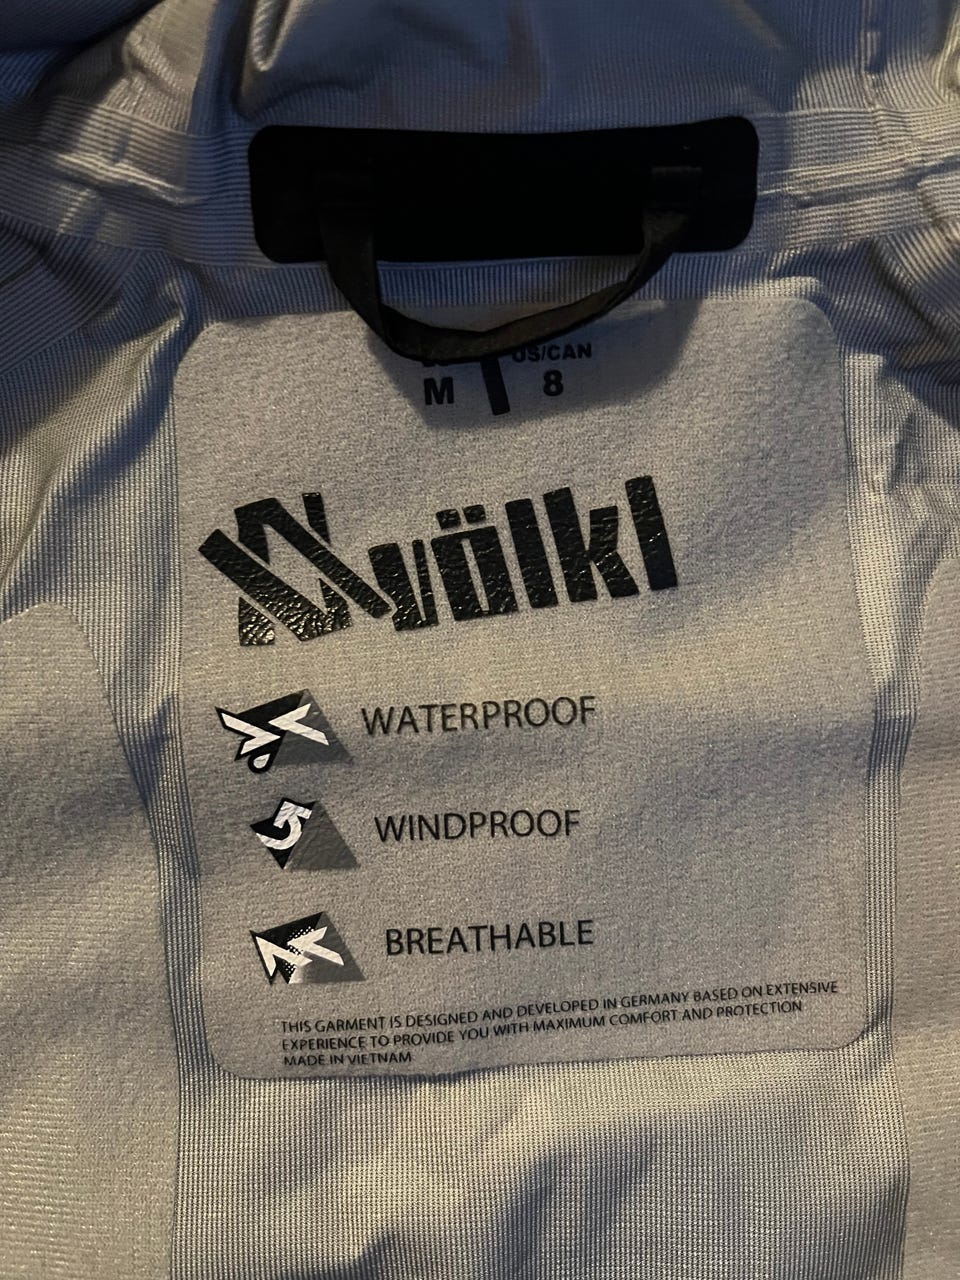 US/CAN
M 8
völkl
WATERPROOF
WINDPROOF
BREATHABLE
THIS GARMENT IS DESIGNED AND DEVELOPED IN GERMANY BASED ON EXTENSIVE
EXPERIENCE TO PROVIDE YOU WITH MAXIMUM COMFORT AND PROTECTION
MADE IN VIETNAM